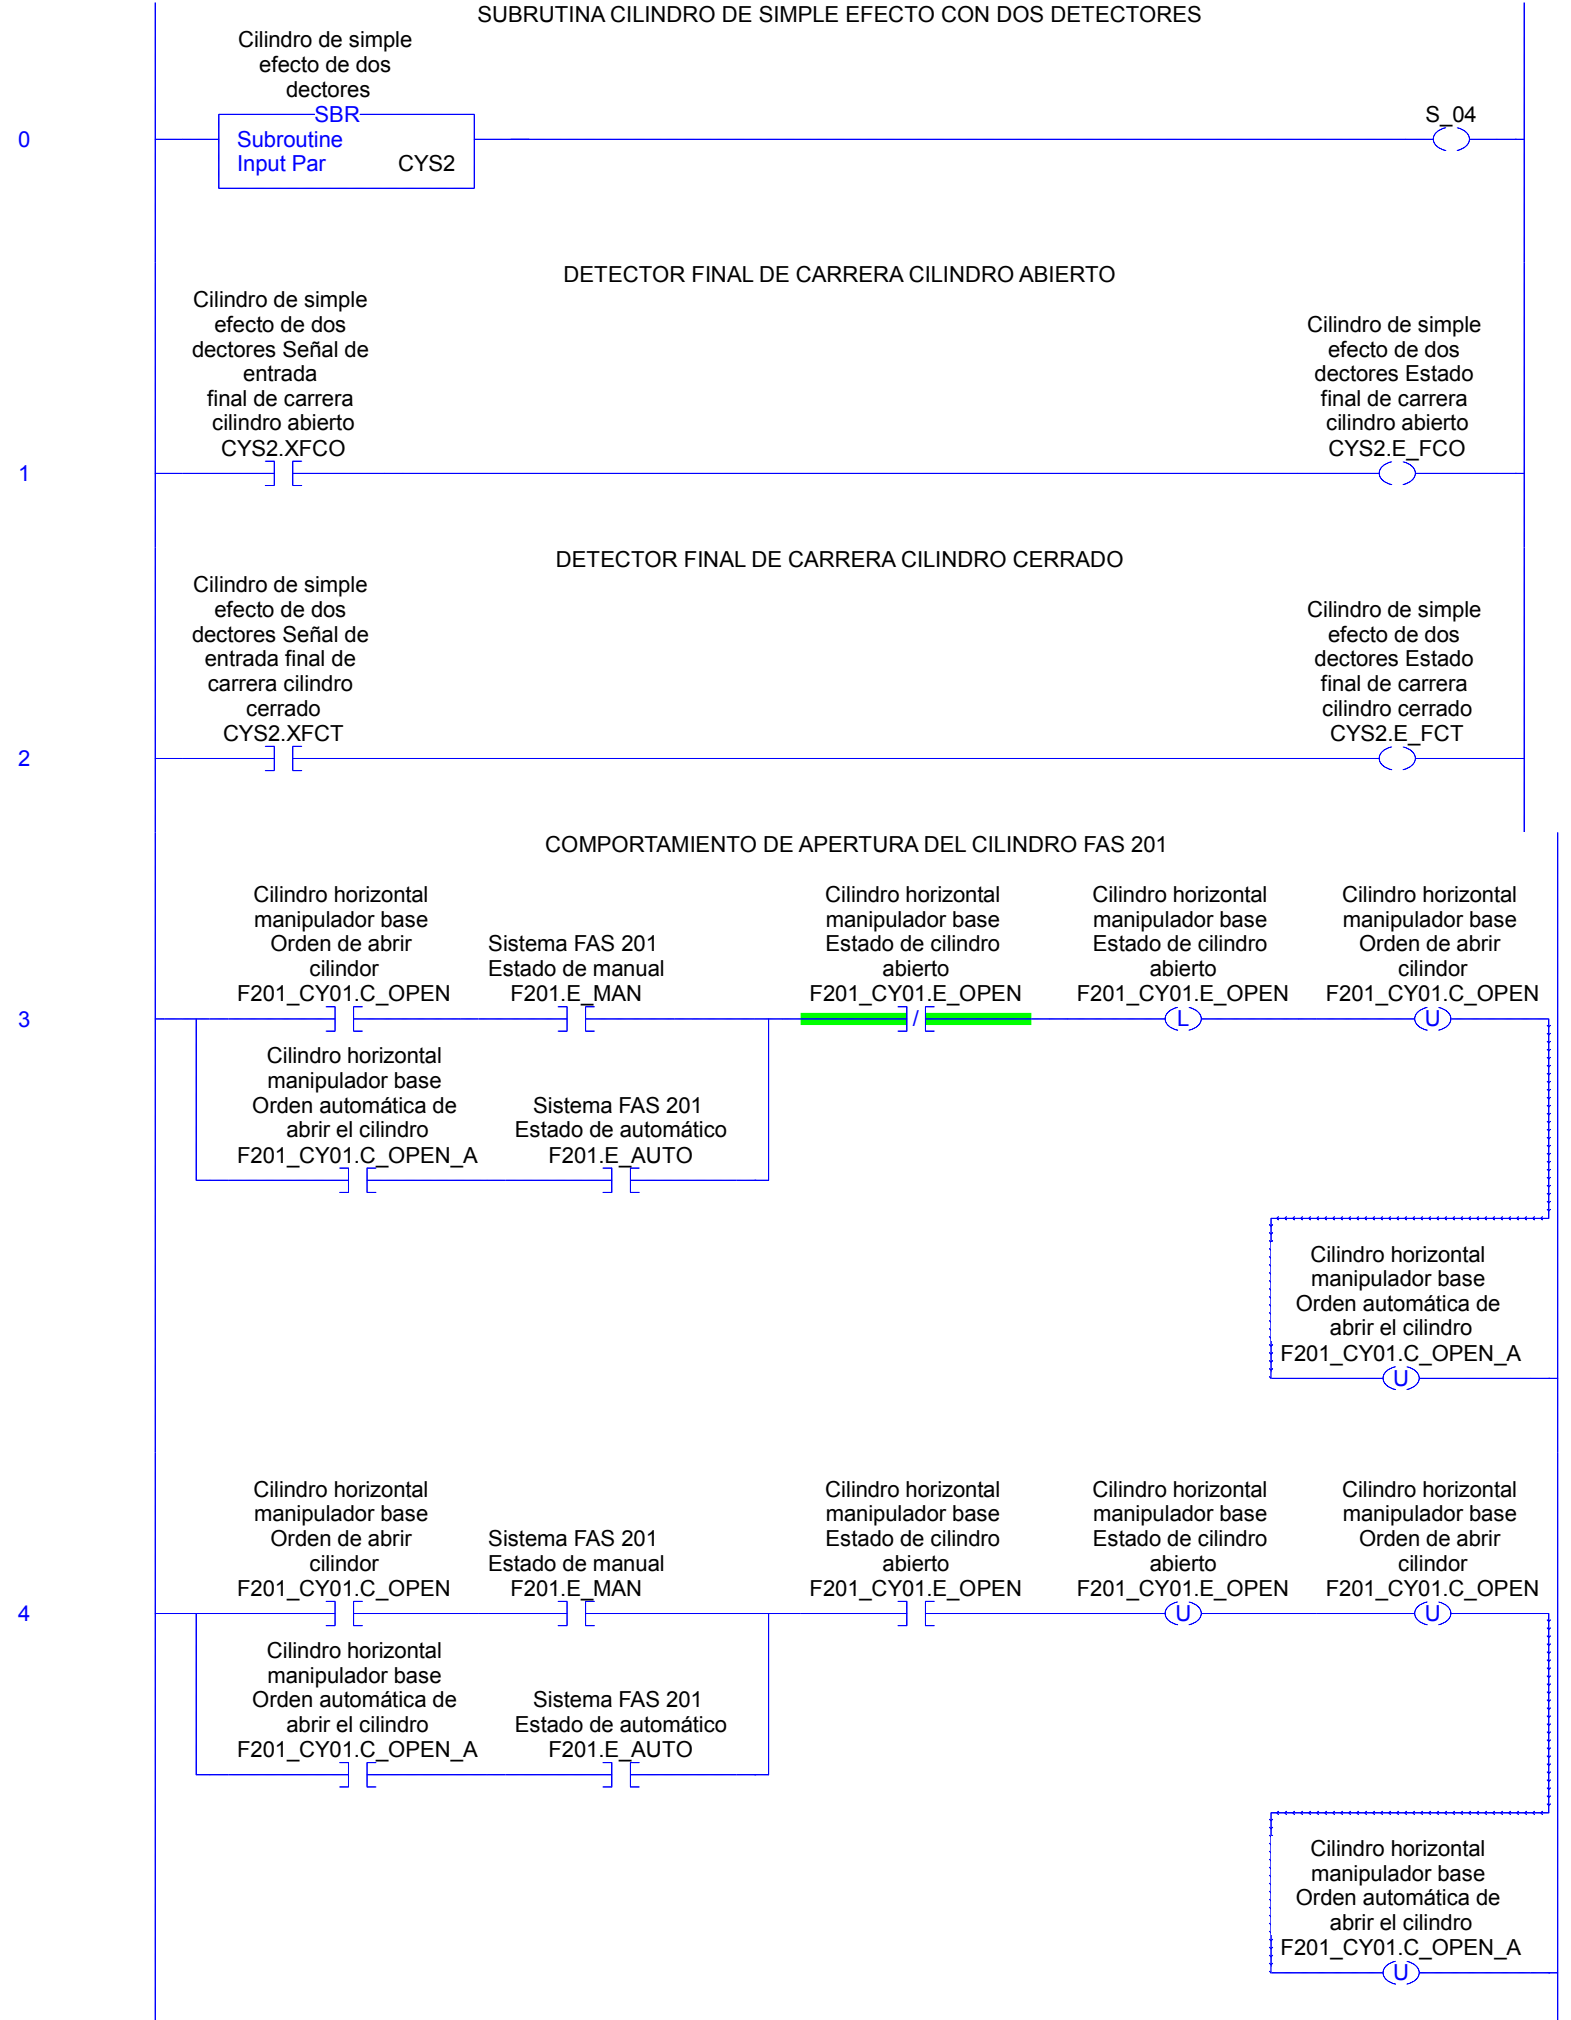 SUBRUTINA CILINDRO DE SIMPLE EFECTO CON DOS DETECTORES
Cilindro de simple
efecto de dos
dectores
SBR
Subroutine
Input Par CYS2
S_04
0
DETECTOR FINAL DE CARRERA CILINDRO ABIERTO
Cilindro de simple
efecto de dos
dectores Señal de
entrada
final de carrera
cilindro abierto
CYS2.XFCO
Cilindro de simple
efecto de dos
dectores Estado
final de carrera
cilindro abierto
CYS2.E_FCO
1
DETECTOR FINAL DE CARRERA CILINDRO CERRADO
Cilindro de simple
efecto de dos
dectores Señal de
entrada final de
carrera cilindro
cerrado
CYS2.XFCT
Cilindro de simple
efecto de dos
dectores Estado
final de carrera
cilindro cerrado
CYS2.E_FCT
2
COMPORTAMIENTO DE APERTURA DEL CILINDRO FAS 201
Cilindro horizontal
manipulador base
Orden de abrir
cilindor
F201_CY01.C_OPEN
Sistema FAS 201
Estado de manual
F201.E_MAN
Cilindro horizontal
manipulador base
Estado de cilindro
abierto
F201_CY01.E_OPEN
/
Cilindro horizontal
manipulador base
Estado de cilindro
abierto
F201_CY01.E_OPEN
L
Cilindro horizontal
manipulador base
Orden de abrir
cilindor
F201_CY01.C_OPEN
U
3
Cilindro horizontal
manipulador base
Orden automática de
abrir el cilindro
F201_CY01.C_OPEN_A
Sistema FAS 201
Estado de automático
F201.E_AUTO
Cilindro horizontal
manipulador base
Orden automática de
abrir el cilindro
F201_CY01.C_OPEN_A
U
Cilindro horizontal
manipulador base
Orden de abrir
cilindor
F201_CY01.C_OPEN
Sistema FAS 201
Estado de manual
F201.E_MAN
Cilindro horizontal
manipulador base
Estado de cilindro
abierto
F201_CY01.E_OPEN
Cilindro horizontal
manipulador base
Estado de cilindro
abierto
F201_CY01.E_OPEN
U
Cilindro horizontal
manipulador base
Orden de abrir
cilindor
F201_CY01.C_OPEN
U
4
Cilindro horizontal
manipulador base
Orden automática de
abrir el cilindro
F201_CY01.C_OPEN_A
Sistema FAS 201
Estado de automático
F201.E_AUTO
Cilindro horizontal
manipulador base
Orden automática de
abrir el cilindro
F201_CY01.C_OPEN_A
U